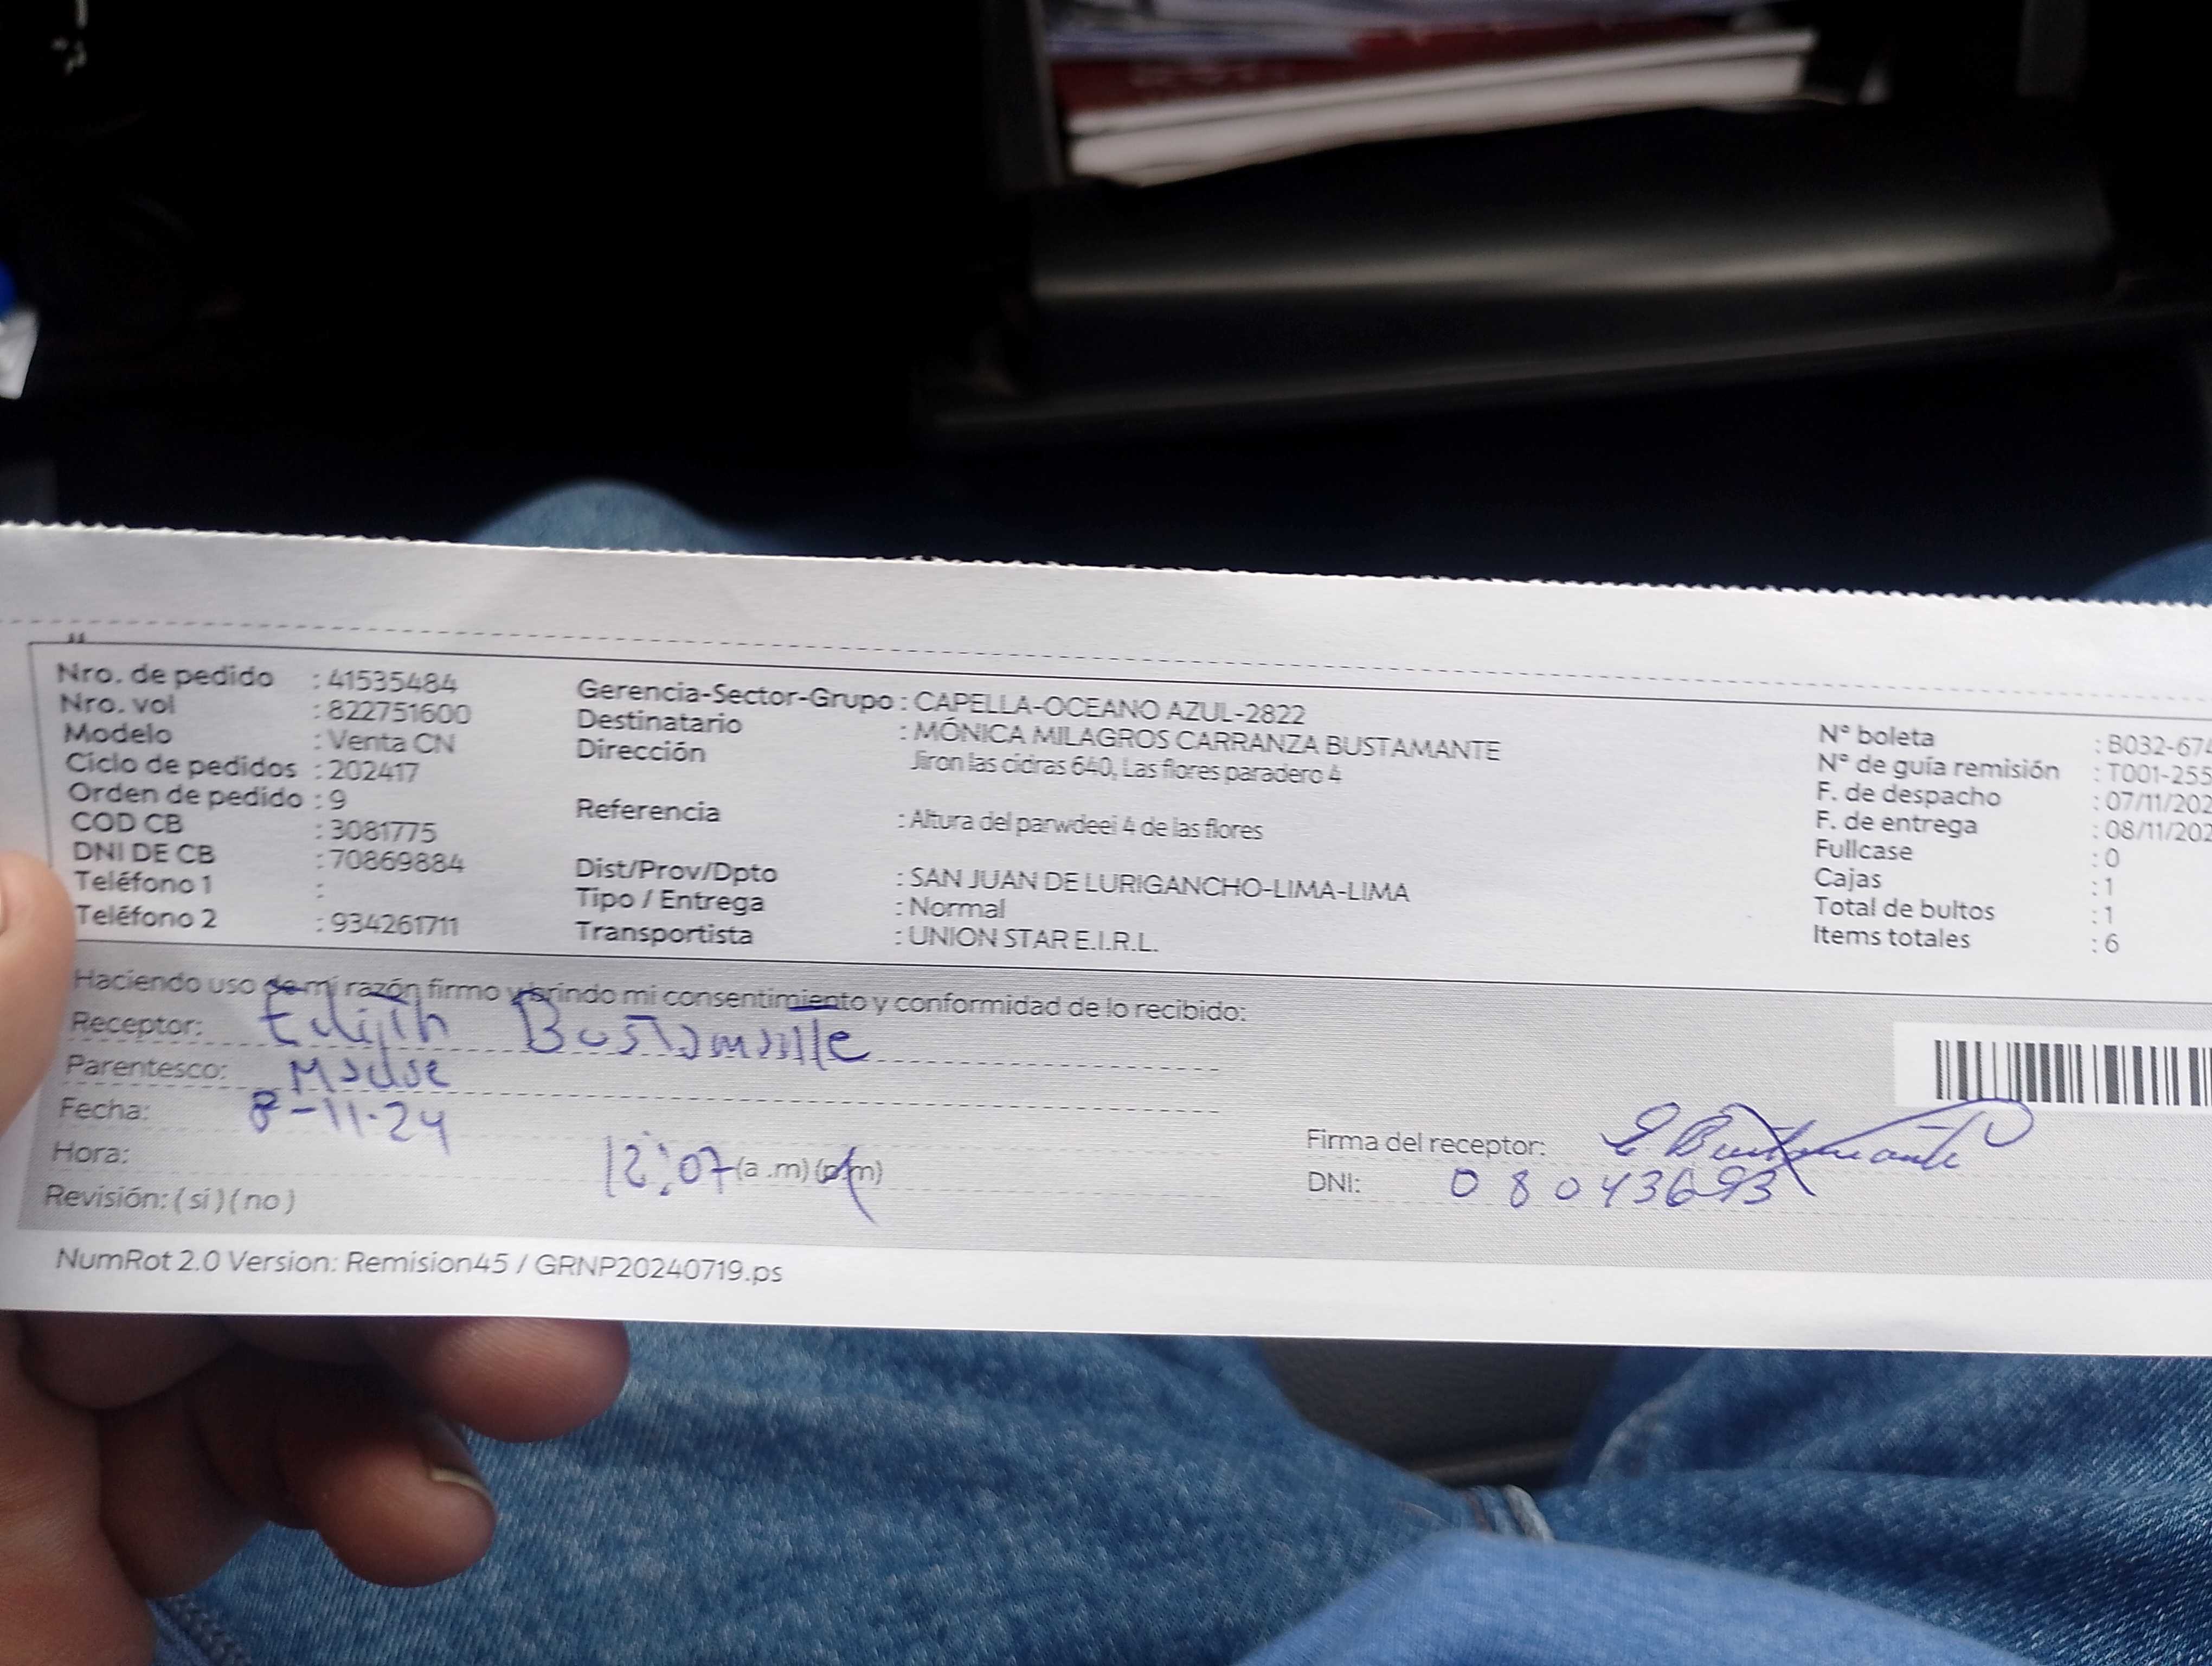 Nro. de pedido : 41535484
Nro. vol : 822751600
Modelo : Venta CN
Ciclo de pedidos : 202417
Orden de pedido : 9
COD CB : 3081775
DNI DE CB : 70869884
Teléfono 1 :
Teléfono 2 : 934261711
Gerencia-Sector-Grupo : CAPELLA-OCEANO AZUL-2822
Destinatario : MÓNICA MILAGROS CARRANZA BUSTAMANTE
Dirección Jiron las cidras 640, Las flores paradero 4
Referencia : Altura del parwdeei 4 de las flores
Dist/Prov/Dpto : SAN JUAN DE LURIGANCHO-LIMA-LIMA
Tipo / Entrega : Normal
Transportista : UNION STAR E.I.R.L.
N° boleta : B032-674
N° de guía remisión : T001-255
F. de despacho : 07/11/202
F. de entrega : 08/11/202
Fullcase : 0
Cajas : 1
Total de bultos : 1
Items totales : 6
Haciendo uso de mi razón firmo y brindo mi consentimiento y conformidad de lo recibido:
Receptor: Edijth Bustamante
Parentesco: Madre
Fecha: 8-11-24
Hora: 12:07 (a .m) (p.m)
Revisión: ( si ) ( no )
Firma del receptor: E Bustamante
DNI: 08043693
NumRot 2.0 Version: Remision45 / GRNP20240719.ps